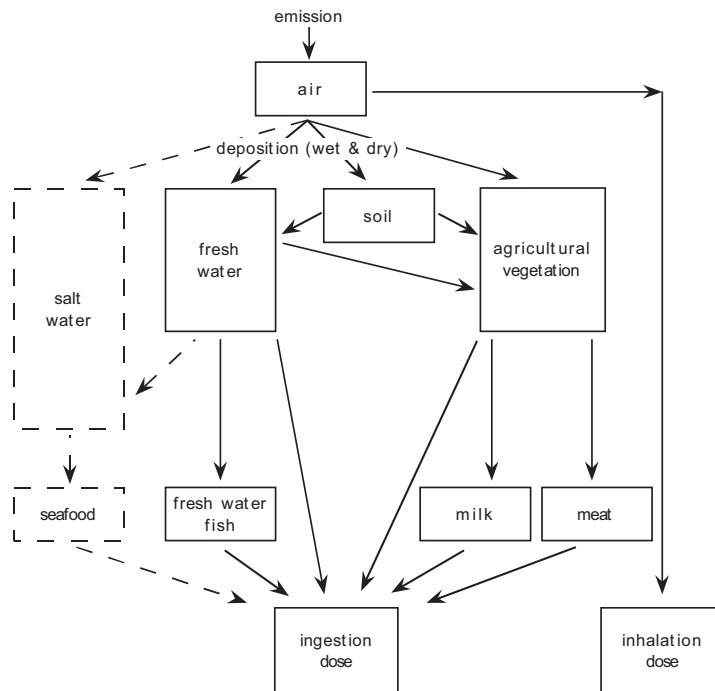 emission
air
deposition (wet & dry)
soil
fresh
water
agricultural
vegetation
salt
water
seafood
fresh water
fish
milk
meat
ingestion
dose
inhalation
dose